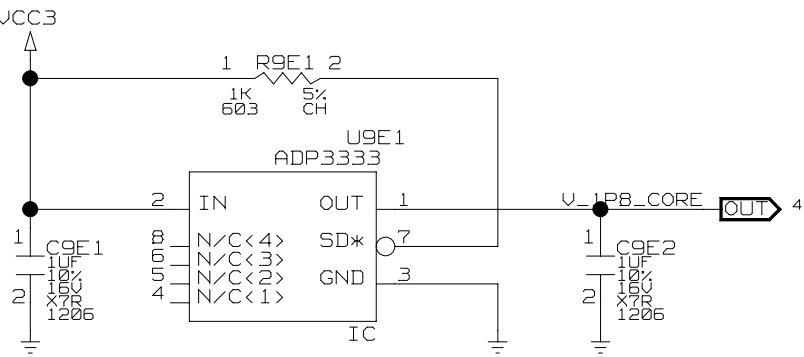 VCC3
1 R9E1 2
1K 5%
603 CH
U9E1
ADP3333
2 IN OUT 1 V_1P8_CORE OUT 4
8 N/C<4> SD* 7
6 N/C<3>
5 N/C<2> GND 3
4 N/C<1>
IC
1 C9E1
1UF
10%
16V
2 X7R
1206
1 C9E2
1UF
10%
16V
2 X7R
1206